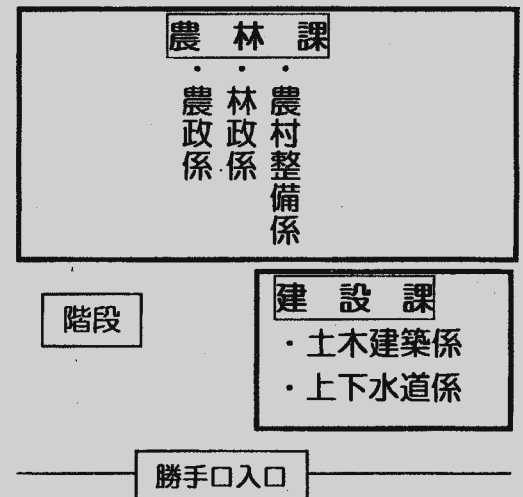 農林課
・農村整備係
・林政係
・農政係
階段
建設課
・土木建築係
・上下水道係
勝手口入口